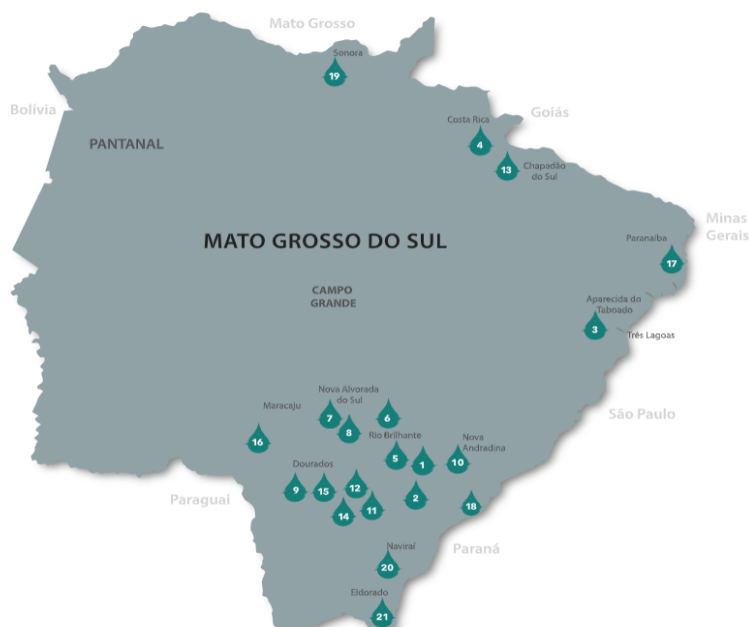 Mato Grosso
Sonora
19
Bolívia
Goiás
Costa Rica
4
PANTANAL
13
Chapadão
do Sul
Minas
Gerais
MATO GROSSO DO SUL
Paranaíba
17
CAMPO
GRANDE
Aparecida do
Taboado
3
Três Lagoas
Nova Alvorada
do Sul
Maracaju
7
6
São Paulo
8
Rio Brilhante
16
Nova
Andradina
5
1
10
Dourados
9
15
12
2
Paraguai
14
11
18
Paraná
Naviraí
20
Eldorado
21